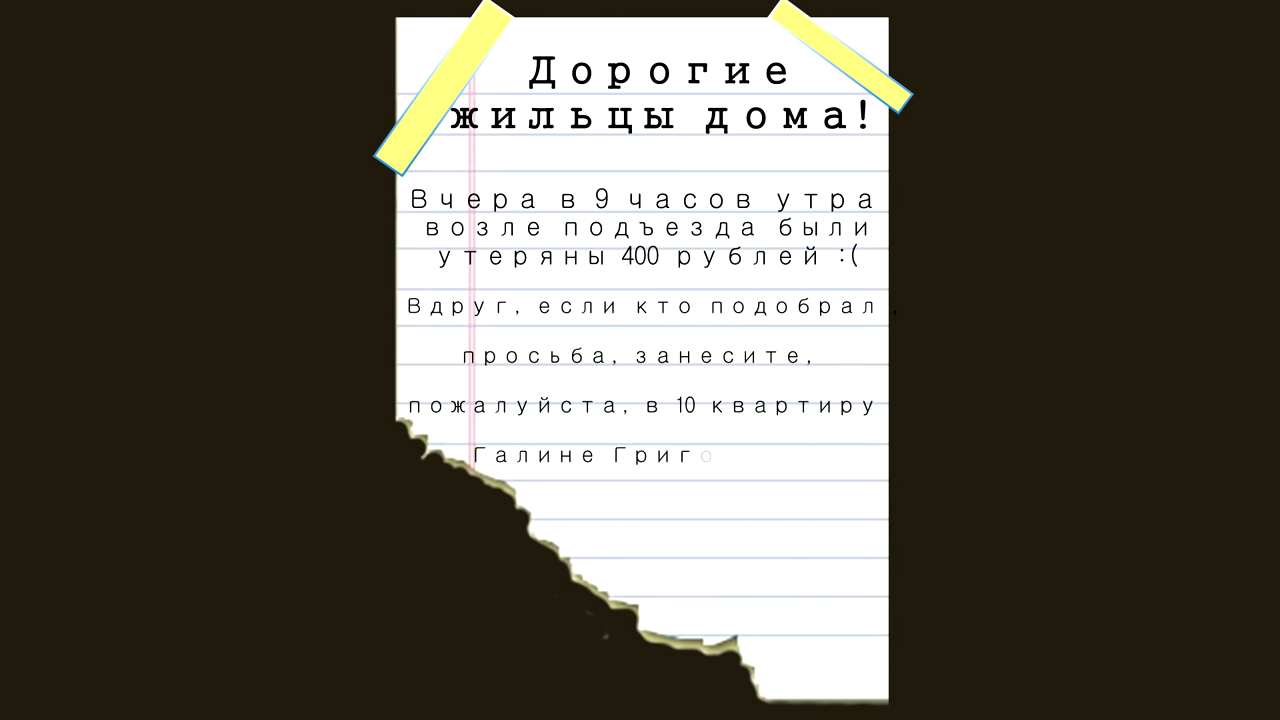 Дорогие
жильцы дома!
Вчера в 9 часов утра
возле подъезда были
утеряны 400 рублей :(
Вдруг, если кто подобрал,
просьба, занесите,
пожалуйста, в 10 квартиру
Галине Григо